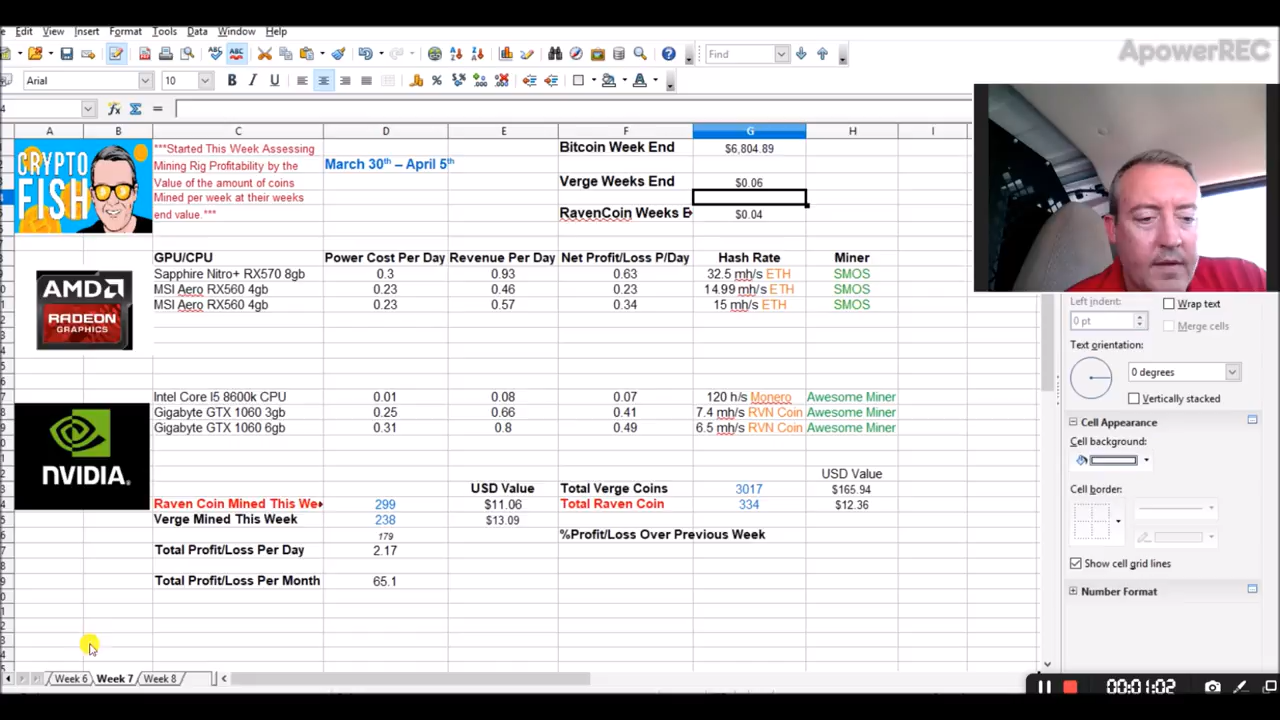 Edit View Insert Format Tools Data Window Help
ApowerREC
Find
Arial 10
A B C D E F G H I
CRYPTO FISH
***Started This Week Assessing
Mining Rig Profitability by the
Value of the amount of coins
Mined per week at their weeks
end value.***
March 30th – April 5th
Bitcoin Week End $6,804.89
Verge Weeks End $0.06
RavenCoin Weeks E $0.04
GPU/CPU Power Cost Per Day Revenue Per Day Net Profit/Loss P/Day Hash Rate Miner
Sapphire Nitro+ RX570 8gb 0.3 0.93 0.63 32.5 mh/s ETH SMOS
MSI Aero RX560 4gb 0.23 0.46 0.23 14.99 mh/s ETH SMOS
MSI Aero RX560 4gb 0.23 0.57 0.34 15 mh/s ETH SMOS
AMD
RADEON
GRAPHICS
Intel Core I5 8600k CPU 0.01 0.08 0.07 120 h/s Monero Awesome Miner
Gigabyte GTX 1060 3gb 0.25 0.66 0.41 7.4 mh/s RVN Coin Awesome Miner
Gigabyte GTX 1060 6gb 0.31 0.8 0.49 6.5 mh/s RVN Coin Awesome Miner
NVIDIA
USD Value
USD Value Total Verge Coins 3017 $165.94
Raven Coin Mined This We 299 $11.06 Total Raven Coin 334 $12.36
Verge Mined This Week 238 $13.09
179 %Profit/Loss Over Previous Week
Total Profit/Loss Per Day 2.17
Total Profit/Loss Per Month 65.1
Left indent: Wrap text
0 pt Merge cells
Text orientation:
0 degrees
Vertically stacked
Cell Appearance
Cell background:
Cell border:
Show cell grid lines
Number Format
Week 6 Week 7 Week 8
00:01:02